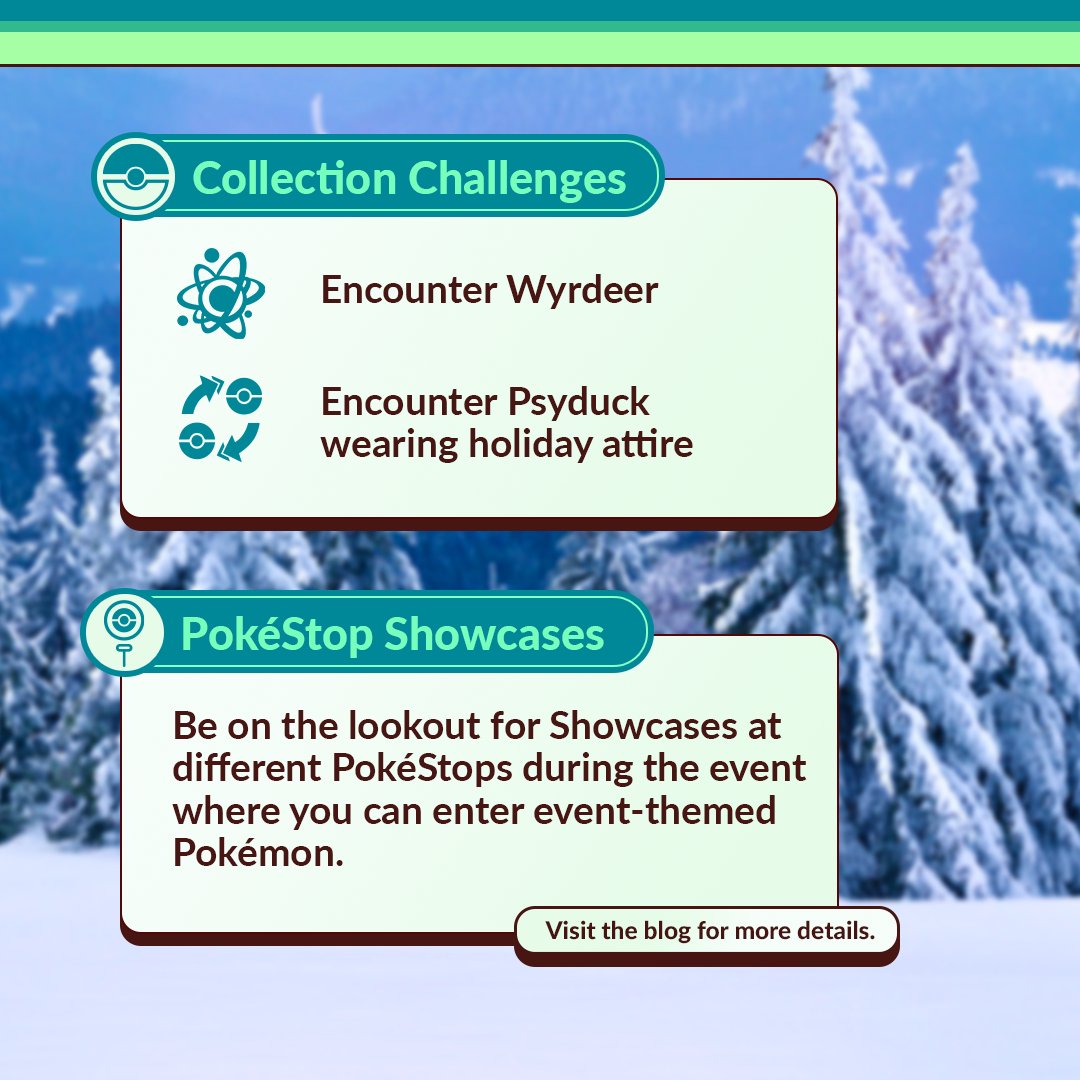 Collection Challenges
Encounter Wyrdeer
Encounter Psyduck
wearing holiday attire
PokéStop Showcases
Be on the lookout for Showcases at
different PokéStops during the event
where you can enter event-themed
Pokémon.
Visit the blog for more details.